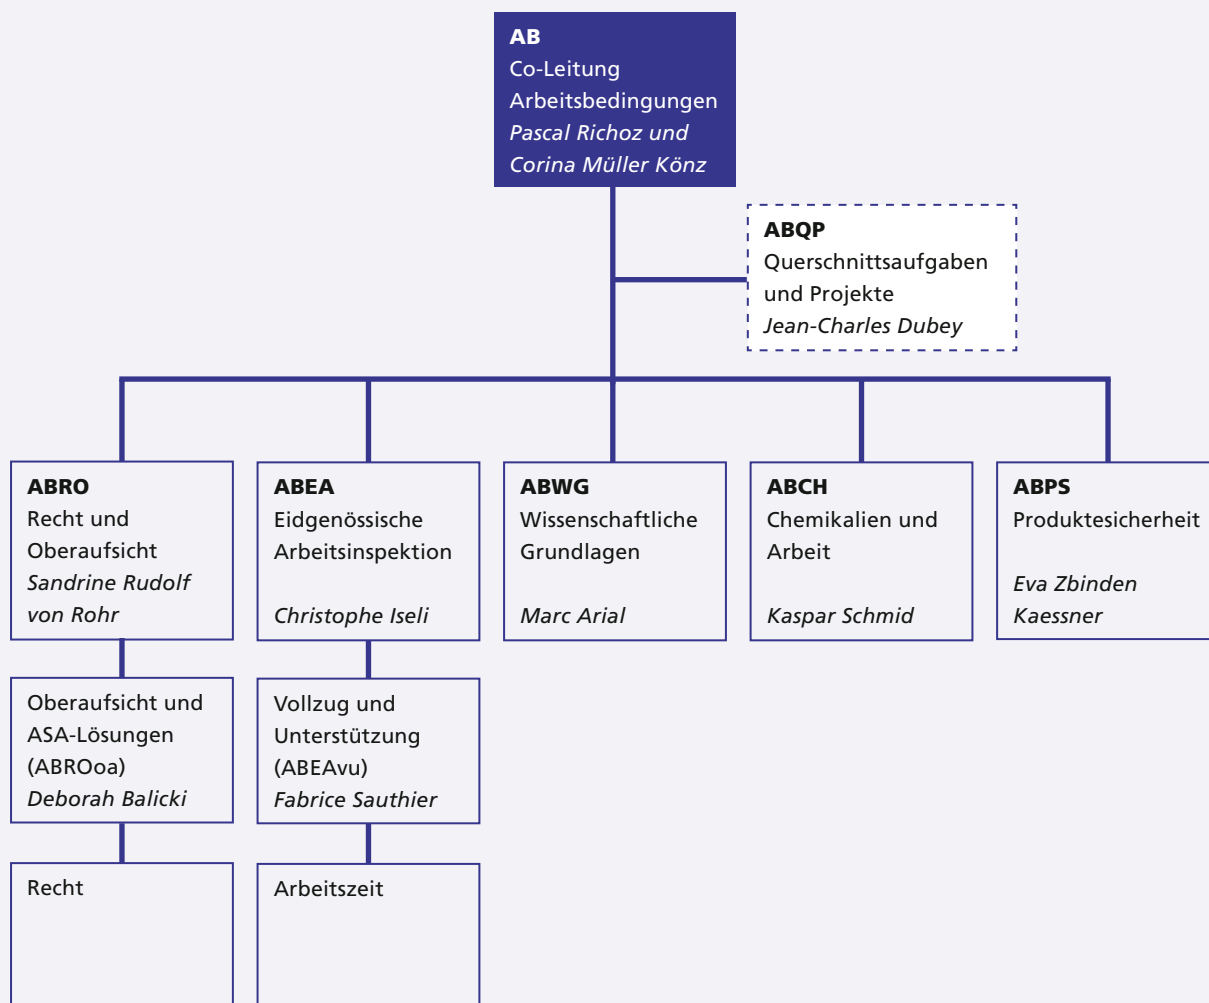 AB
Co-Leitung
Arbeitsbedingungen
Pascal Richoz und
Corina Müller Könz
ABQP
Querschnittsaufgaben
und Projekte
Jean-Charles Dubey
ABRO
Recht und
Oberaufsicht
Sandrine Rudolf
von Rohr
ABEA
Eidgenössische
Arbeitsinspektion
Christophe Iseli
ABWG
Wissenschaftliche
Grundlagen
Marc Arial
ABCH
Chemikalien und
Arbeit
Kaspar Schmid
ABPS
Produktesicherheit
Eva Zbinden
Kaessner
Oberaufsicht und
ASA-Lösungen
(ABROoa)
Deborah Balicki
Vollzug und
Unterstützung
(ABEAvu)
Fabrice Sauthier
Recht
Arbeitszeit